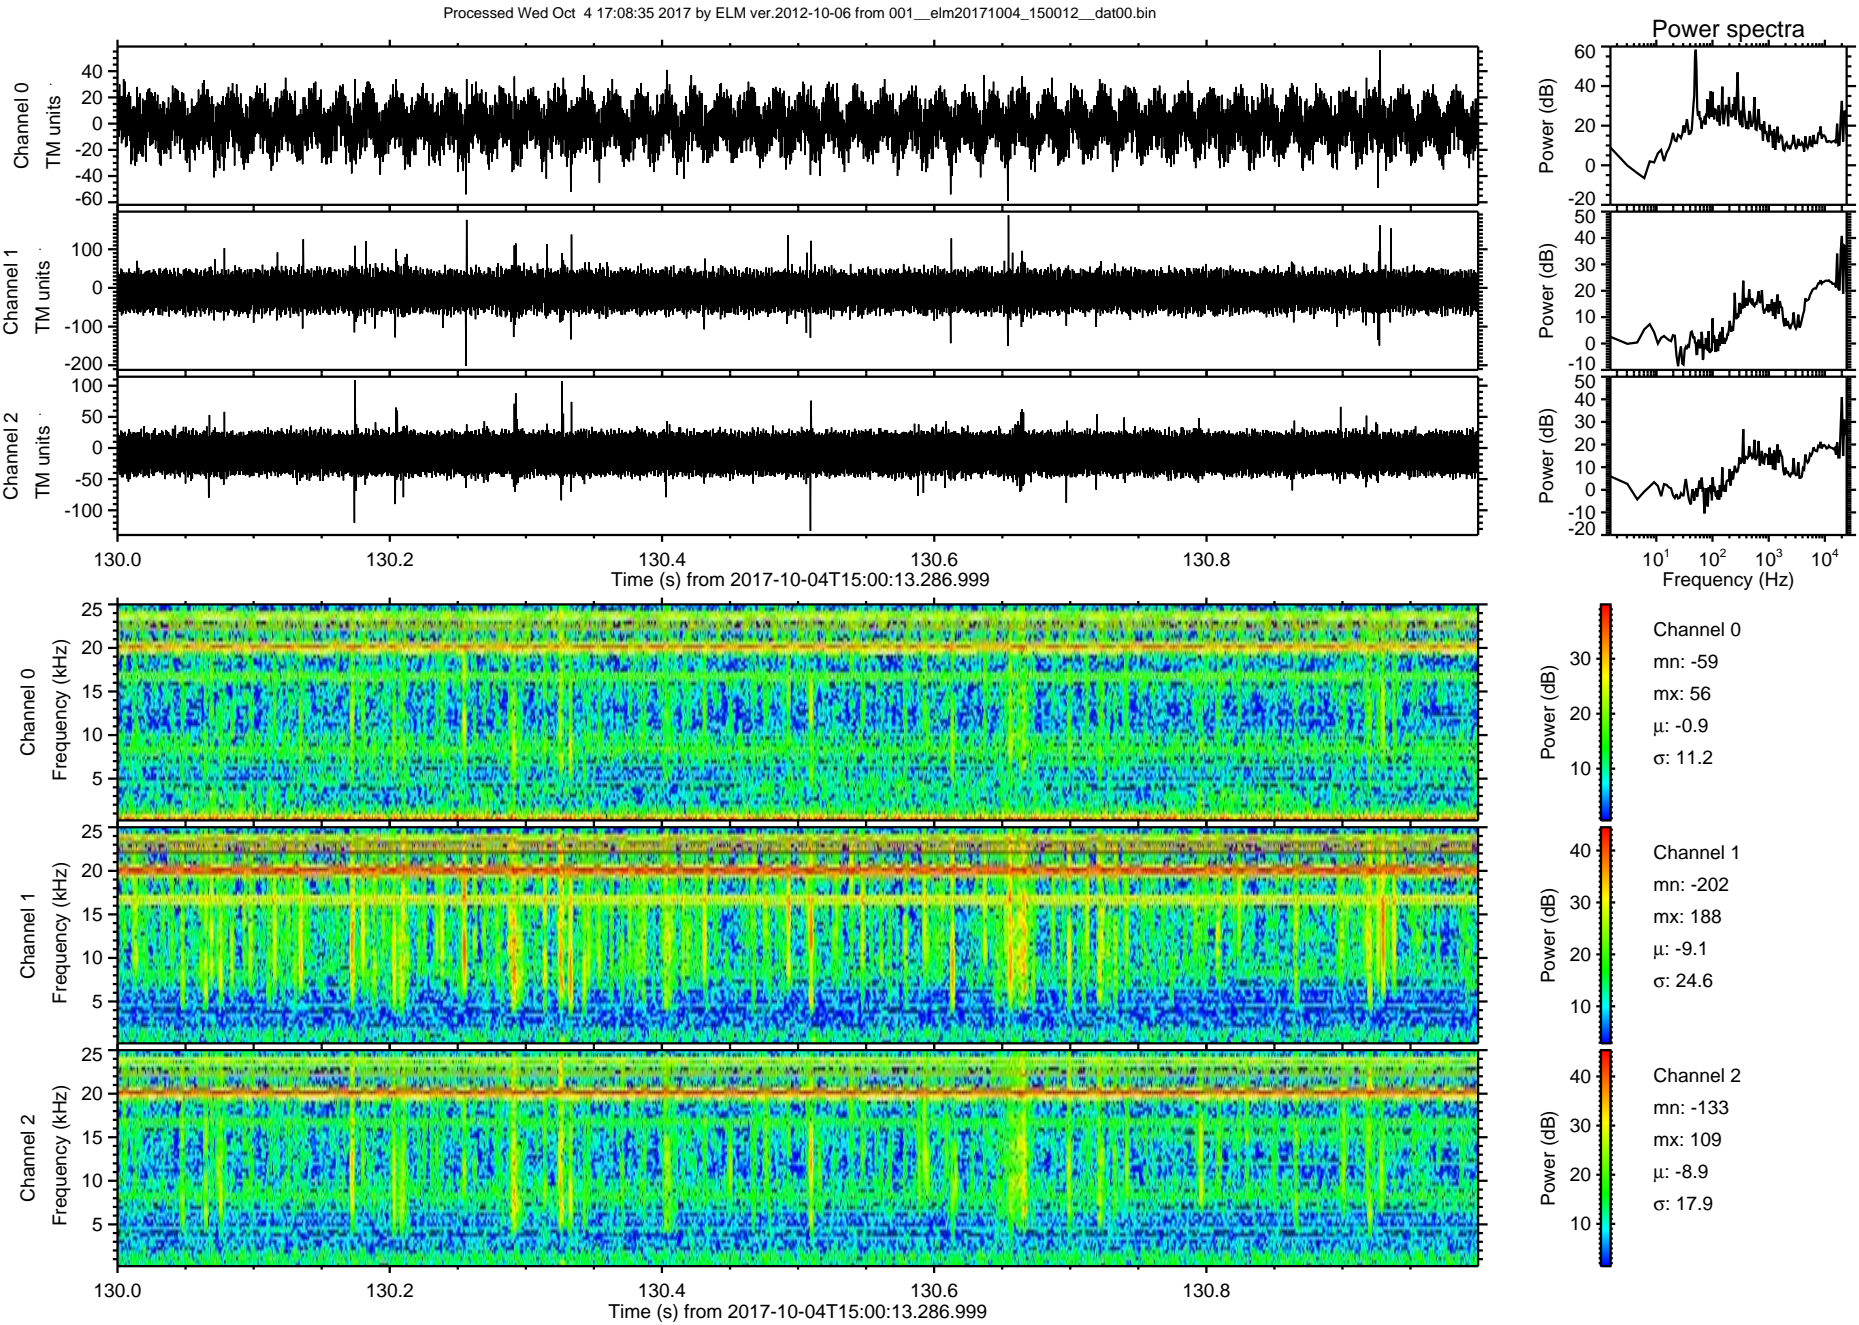 Processed Wed Oct  4 17:08:35 2017 by ELM ver.2012-10-06 from 001__elm20171004_150012__dat00.bin
Power spectra
Channel 0
TM units
40
20
0
-20
-40
-60
Power (dB)
60
40
20
0
-20
Channel 1
TM units
100
0
-100
-200
Power (dB)
50
40
30
20
10
0
-10
Channel 2
TM units
100
50
0
-50
-100
Power (dB)
50
40
30
20
10
0
-10
-20
130.0 130.2 130.4 130.6 130.8
Time (s) from 2017-10-04T15:00:13.286.999
10¹ 10² 10³ 10⁴
Frequency (Hz)
Channel 0
Frequency (kHz)
25
20
15
10
5
Power (dB)
30
20
10
Channel 0
mn: -59
mx: 56
μ: -0.9
σ: 11.2
Channel 1
Frequency (kHz)
25
20
15
10
5
Power (dB)
40
30
20
10
Channel 1
mn: -202
mx: 188
μ: -9.1
σ: 24.6
Channel 2
Frequency (kHz)
25
20
15
10
5
Power (dB)
40
30
20
10
Channel 2
mn: -133
mx: 109
μ: -8.9
σ: 17.9
130.0 130.2 130.4 130.6 130.8
Time (s) from 2017-10-04T15:00:13.286.999